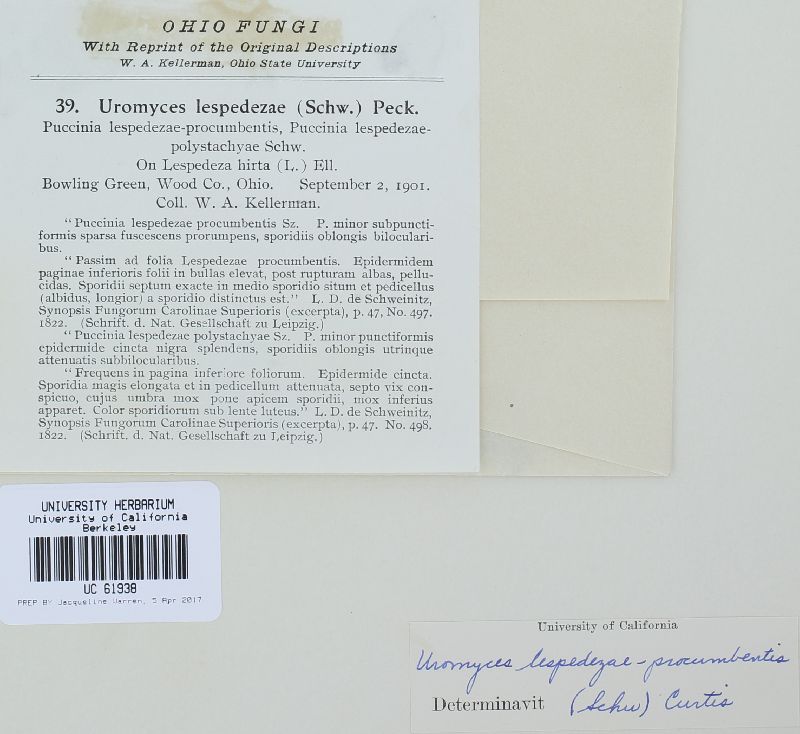 OHIO FUNGI
With Reprint of the Original Descriptions
W. A. Kellerman, Ohio State University
39. Uromyces lespedezae (Schw.) Peck.
Puccinia lespedezae-procumbentis, Puccinia lespedezae-
polystachyae Schw.
On Lespedeza hirta (L.) Ell.
Bowling Green, Wood Co., Ohio. September 2, 1901.
Coll. W. A. Kellerman.
"Puccinia lespedezae procumbentis Sz. P. minor subpuncti-
formis sparsa fuscescens prorumpens, sporidiis oblongis biloculari-
bus.
"Passim ad folia Lespedezae procumbentis. Epidermidem
paginae inferioris folii in bullas elevat, post rupturam albas, pellu-
cidas. Sporidii septum exacte in medio sporidio situm et pedicellus
(albidus, longior) a sporidio distinctus est." L. D. de Schweinitz,
Synopsis Fungorum Carolinae Superioris (excerpta), p. 47, No. 497.
1822. (Schrift. d. Nat. Gesellschaft zu Leipzig.)
"Puccinia lespedezae polystachyae Sz. P. minor punctiformis
epidermide cincta nigra splendens, sporidiis oblongis utrinque
attenuatis subbilocularibus.
"Frequens in pagina inferiore foliorum. Epidermide cincta.
Sporidia magis elongata et in pedicellum attenuata, septo vix con-
spicuo, cujus umbra mox pone apicem sporidii, mox inferius
apparet. Color sporidiorum sub lente luteus." L. D. de Schweinitz,
Synopsis Fungorum Carolinae Superioris (excerpta), p. 47. No. 498.
1822. (Schrift. d. Nat. Gesellschaft zu Leipzig.)
UNIVERSITY HERBARIUM
University of California
Berkeley
UC 61938
PREP BY Jacqueline Warren, 5 Apr 2017
University of California
Uromyces lespedezae-procumbentis
Determinavit (Schw) Curtis